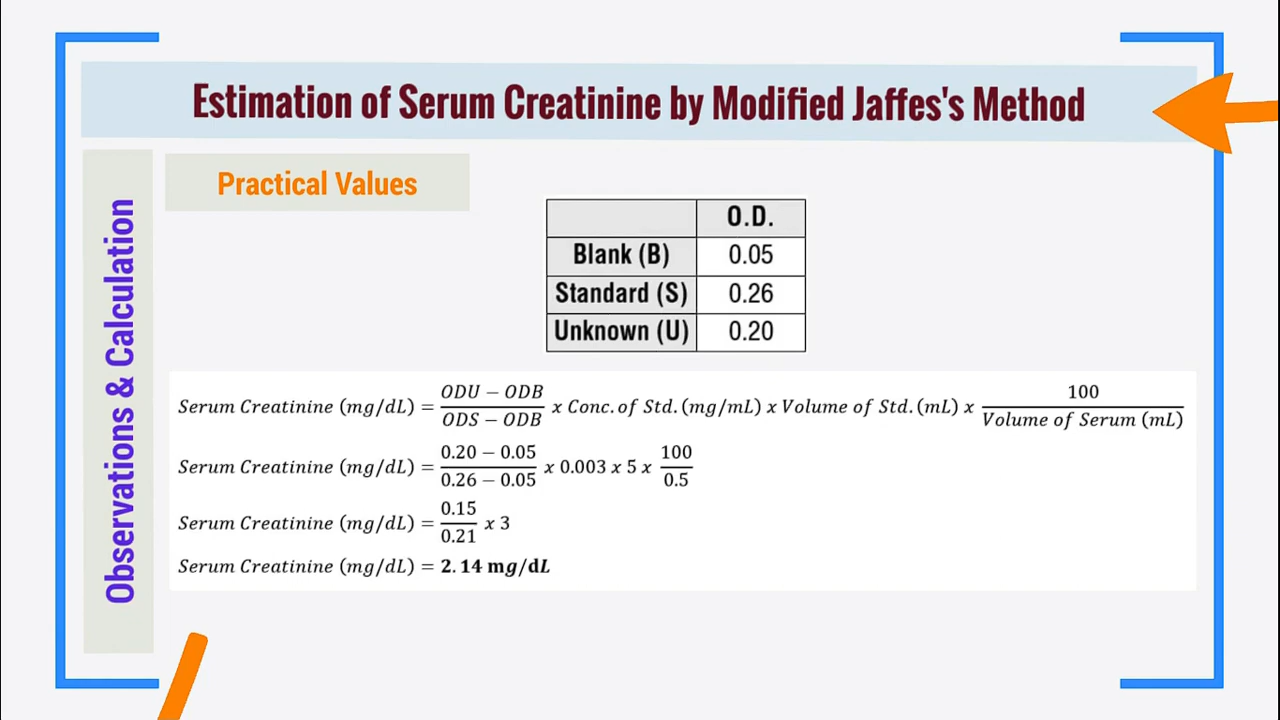 Estimation of Serum Creatinine by Modified Jaffes's Method
Observations & Calculation
Practical Values
O.D.
Blank (B) 0.05
Standard (S) 0.26
Unknown (U) 0.20
Serum Creatinine (mg/dL) = (ODU − ODB)/(ODS − ODB) x Conc. of Std. (mg/mL) x Volume of Std. (mL) x 100/Volume of Serum (mL)
Serum Creatinine (mg/dL) = (0.20 − 0.05)/(0.26 − 0.05) x 0.003 x 5 x 100/0.5
Serum Creatinine (mg/dL) = 0.15/0.21 x 3
Serum Creatinine (mg/dL) = 2.14 mg/dL